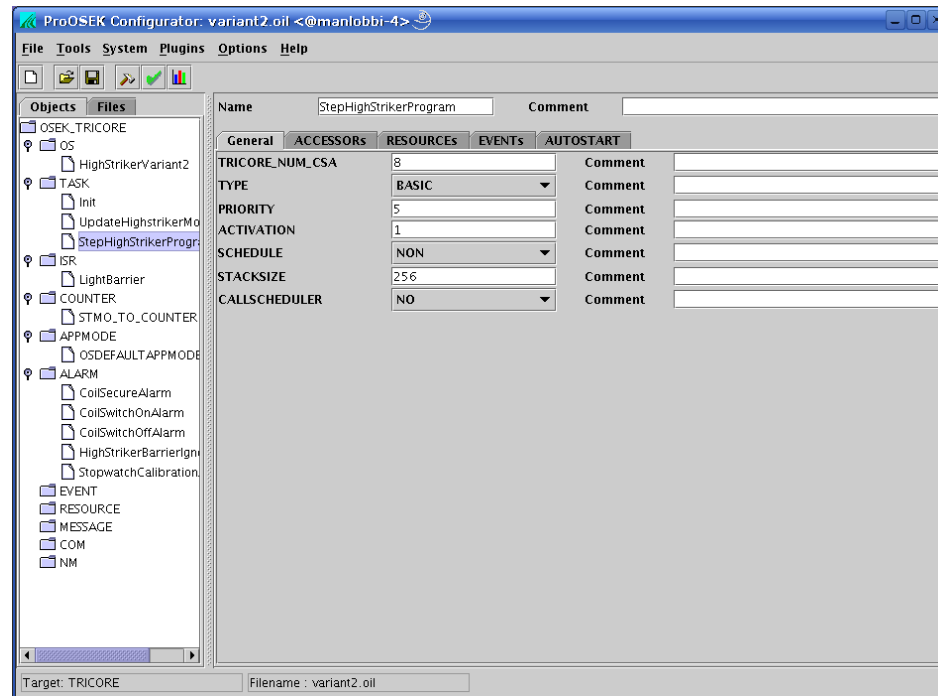 ProOSEK Configurator: variant2.oil <@manlobbi-4>
File Tools System Plugins Options Help
Objects Files
OSEK_TRICORE
OS
HighStrikerVariant2
TASK
Init
UpdateHighstrikerMo
StepHighStrikerProgra
ISR
LightBarrier
COUNTER
STM0_TO_COUNTER
APPMODE
OSDEFAULTAPPMODE
ALARM
CoilSecureAlarm
CoilSwitchOnAlarm
CoilSwitchOffAlarm
HighStrikerBarrierIgn
StopwatchCalibration
EVENT
RESOURCE
MESSAGE
COM
NM
Name StepHighStrikerProgram Comment
General ACCESSORs RESOURCEs EVENTs AUTOSTART
TRICORE_NUM_CSA 8 Comment
TYPE BASIC Comment
PRIORITY 5 Comment
ACTIVATION 1 Comment
SCHEDULE NON Comment
STACKSIZE 256 Comment
CALLSCHEDULER NO Comment
Target: TRICORE Filename : variant2.oil